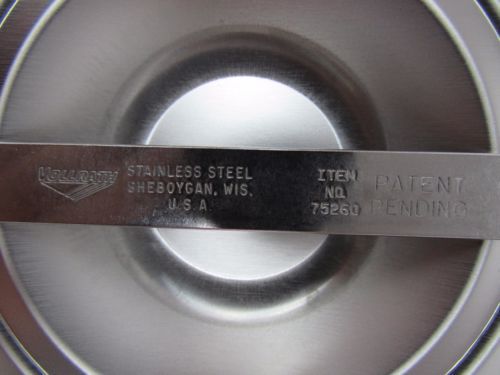 VOLLRATH
STAINLESS STEEL
SHEBOYGAN, WIS.
U S A
ITEM
NO.
75260
PATENT
PENDING